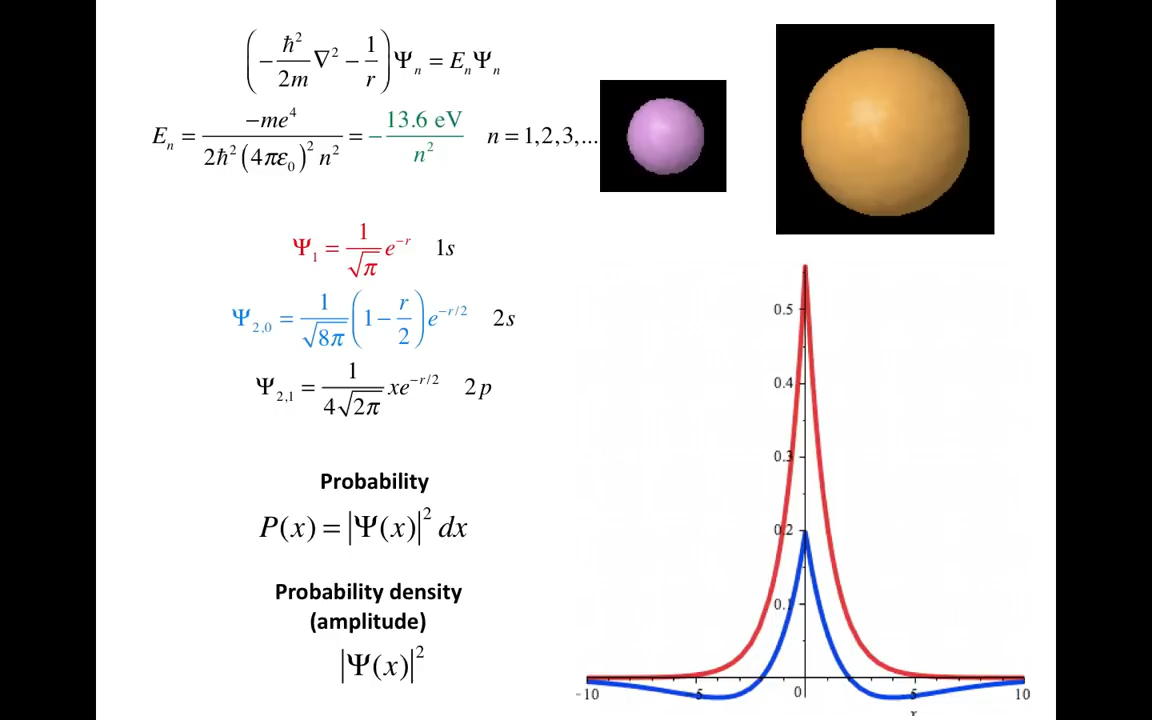 (-ħ²/2m ∇² - 1/r) Ψₙ = EₙΨₙ
Eₙ = -me⁴/2ħ²(4πε₀)²n² = -13.6 eV/n² n = 1,2,3,...
Ψ₁ = 1/√π e^(-r) 1s
Ψ₂,₀ = 1/√8π (1 - r/2) e^(-r/2) 2s
Ψ₂,₁ = 1/4√2π xe^(-r/2) 2p
Probability
P(x) = |Ψ(x)|² dx
Probability density
(amplitude)
|Ψ(x)|²
0.5
0.4
0.3
0.2
0.1
-10 -5 0 5 10